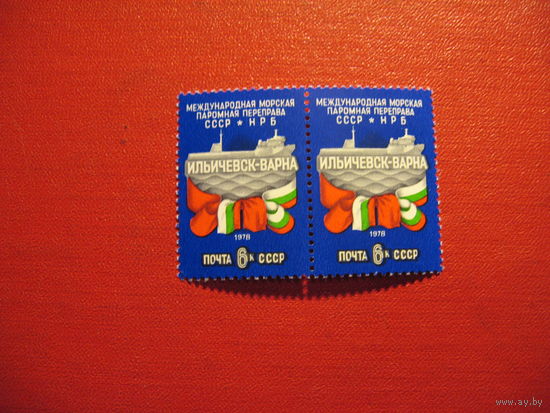 МЕЖДУНАРОДНАЯ МОРСКАЯ
ПАРОМНАЯ ПЕРЕПРАВА
СССР * НРБ
ИЛЬИЧЕВСК-ВАРНА
1978
ПОЧТА 6к СССР
МЕЖДУНАРОДНАЯ МОРСКАЯ
ПАРОМНАЯ ПЕРЕПРАВА
СССР * НРБ
ИЛЬИЧЕВСК-ВАРНА
1978
ПОЧТА 6к СССР
www.ay.by